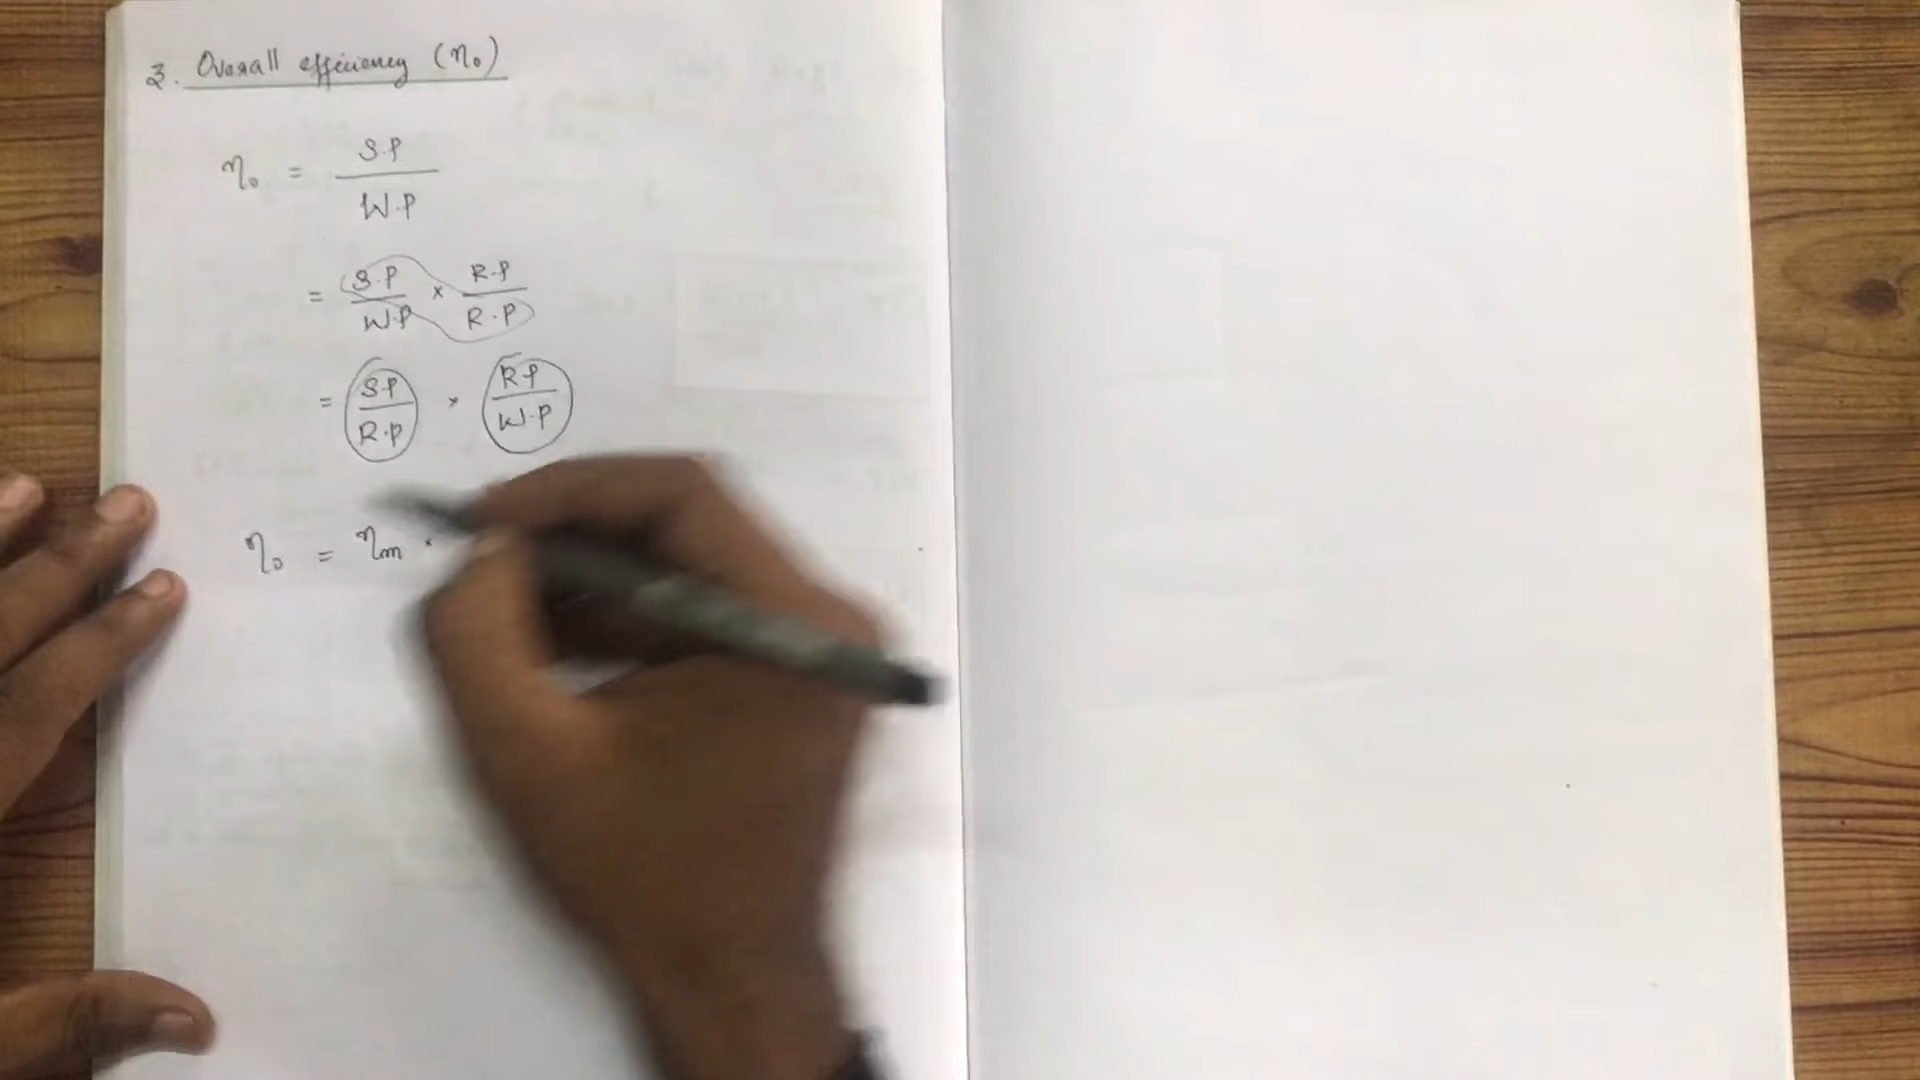 3. Overall efficiency (η₀)
η₀ = S.P / W.P
= S.P / W.P × R.P / R.P
= S.P / R.P × R.P / W.P
η₀ = ηm ×